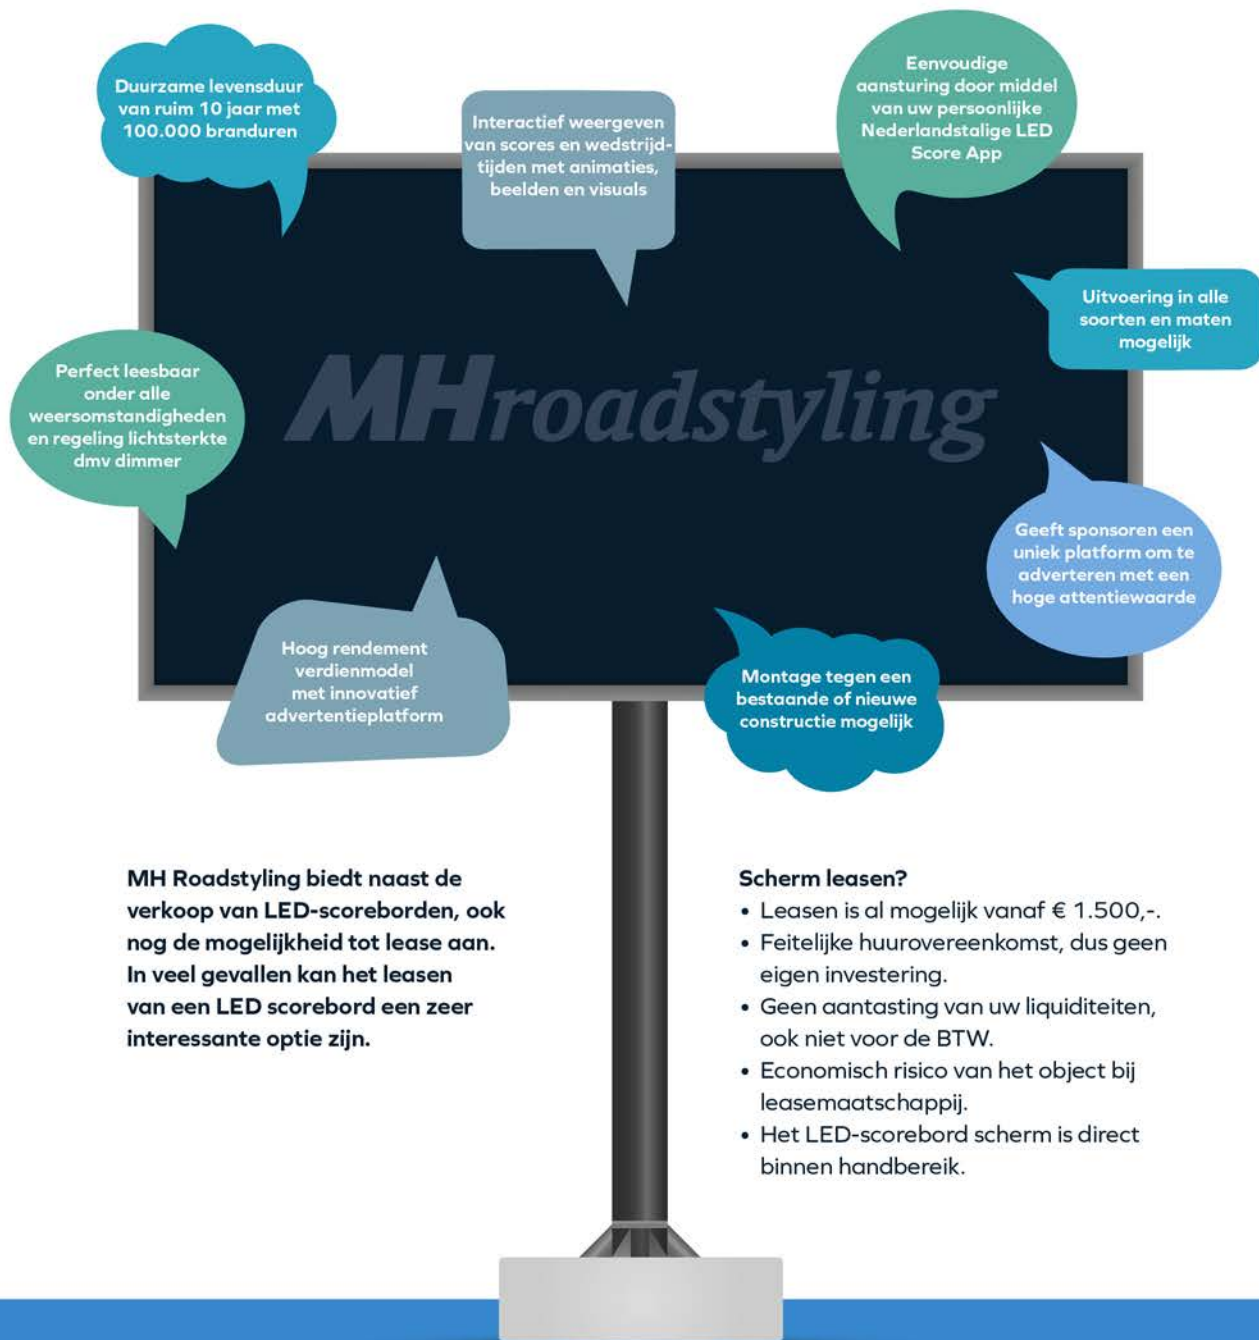 Duurzame levensduur
van ruim 10 jaar met
100.000 branduren
Interactief weergeven
van scores en wedstrijd-
tijden met animaties,
beelden en visuals
Eenvoudige
aansturing door middel
van uw persoonlijke
Nederlandstalige LED
Score App
Uitvoering in alle
soorten en maten
mogelijk
Perfect leesbaar
onder alle
weersomstandigheden
en regeling lichtsterkte
dmv dimmer
MHroadstyling
Geeft sponsoren een
uniek platform om te
adverteren met een
hoge attentiewaarde
Hoog rendement
verdienmodel
met innovatief
advertentieplatform
Montage tegen een
bestaande of nieuwe
constructie mogelijk
MH Roadstyling biedt naast de
verkoop van LED-scoreborden, ook
nog de mogelijkheid tot lease aan.
In veel gevallen kan het leasen
van een LED scorebord een zeer
interessante optie zijn.
Scherm leasen?
• Leasen is al mogelijk vanaf € 1.500,-.
• Feitelijke huurovereenkomst, dus geen
eigen investering.
• Geen aantasting van uw liquiditeiten,
ook niet voor de BTW.
• Economisch risico van het object bij
leasemaatschappij.
• Het LED-scorebord scherm is direct
binnen handbereik.